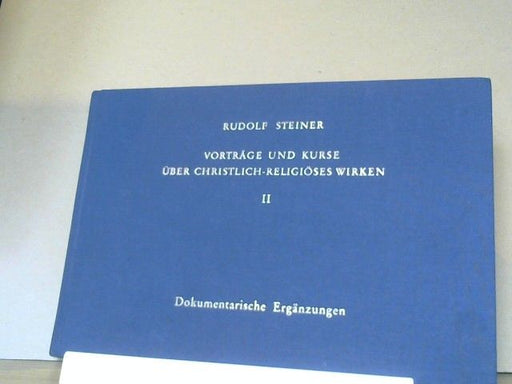 RUDOLF STEINER
VORTRÄGE UND KURSE
ÜBER CHRISTLICH-RELIGIÖSES WIRKEN
II
Dokumentarische Ergänzungen